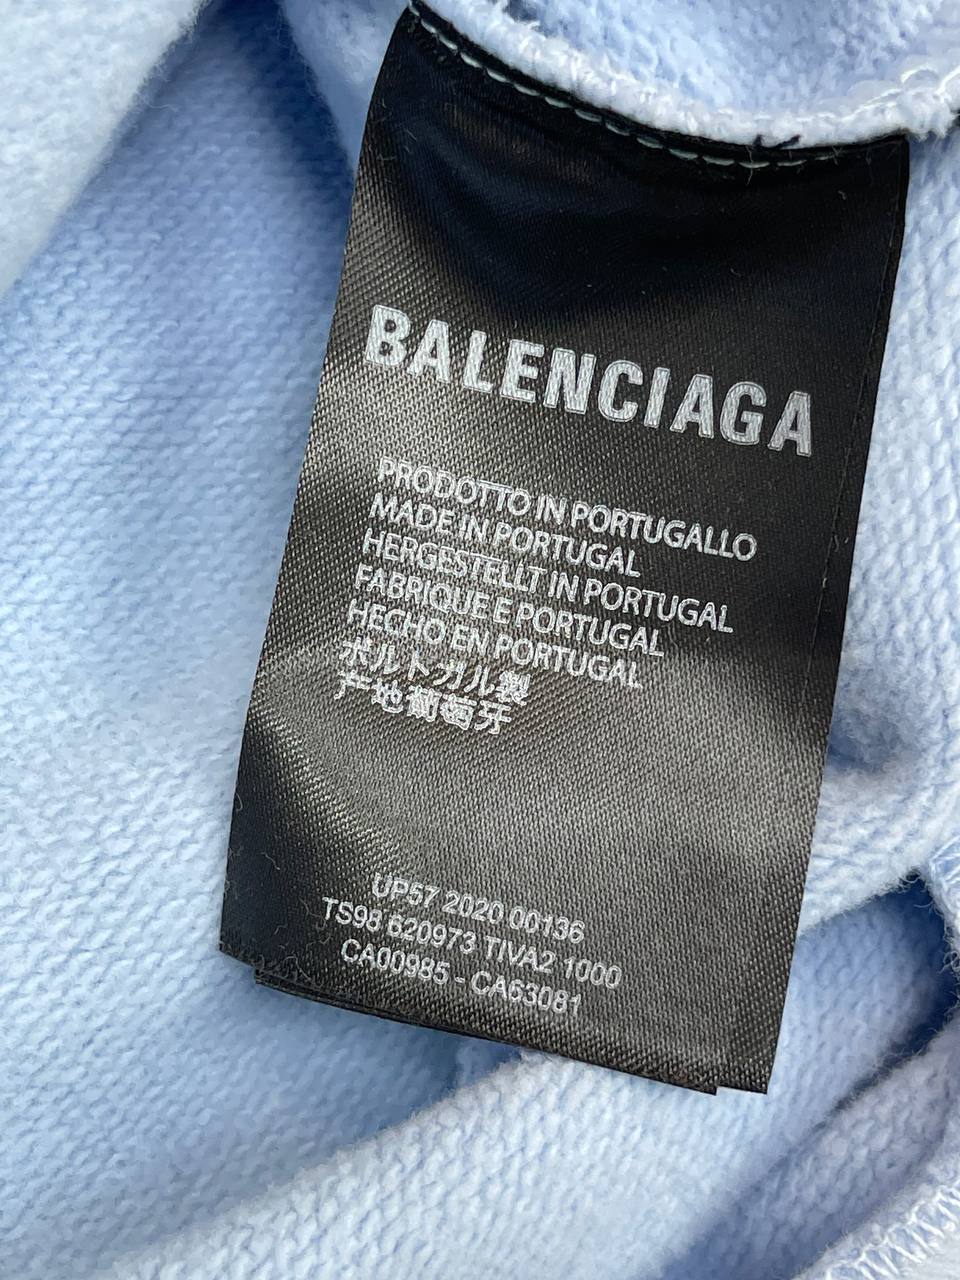 BALENCIAGA
PRODOTTO IN PORTUGALLO
MADE IN PORTUGAL
HERGESTELLT IN PORTUGAL
FABRIQUE E PORTUGAL
HECHO EN PORTUGAL
ポルトガル製
产地葡萄牙
UP57 2020 00136
TS98 620973 TIVA2 1000
CA00985 - CA63081